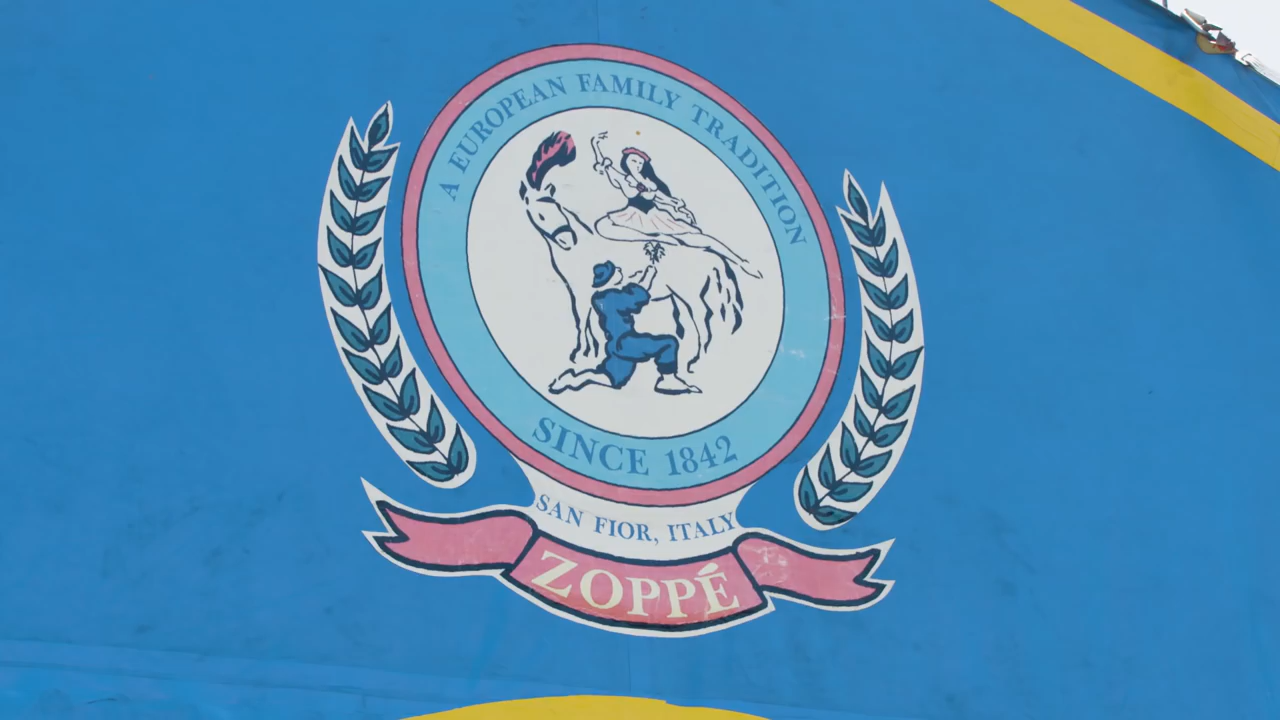 A EUROPEAN FAMILY TRADITION
SINCE 1842
SAN FIOR, ITALY
ZOPPÉ